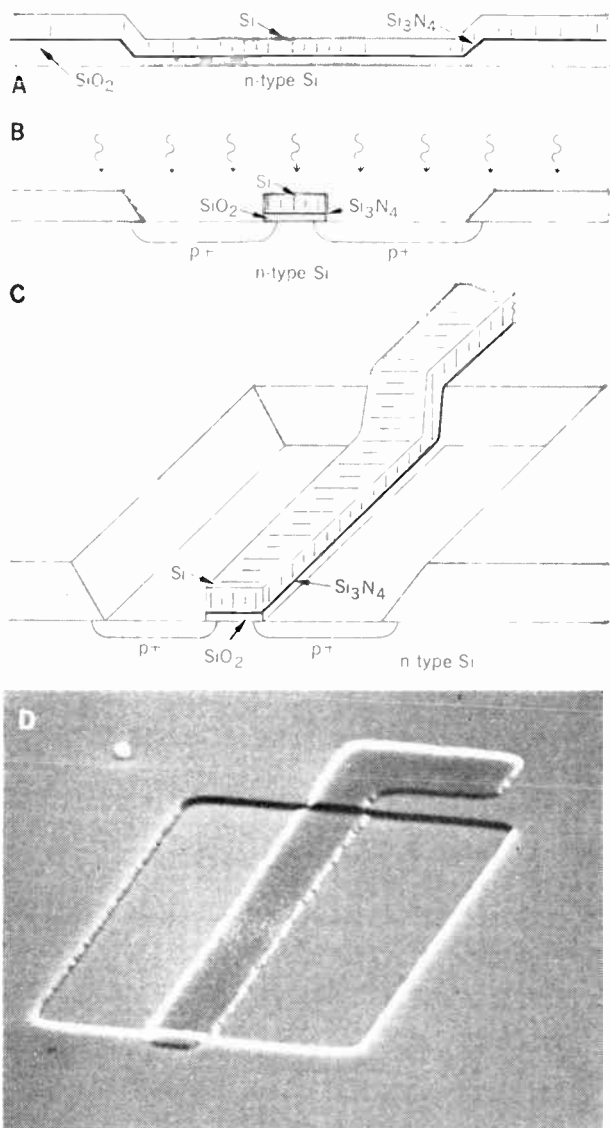 Si
Si₃N₄
SiO₂
n-type Si
A
B
Si
SiO₂
Si₃N₄
p+
p+
n-type Si
C
Si
Si₃N₄
p+
SiO₂
p+
n type Si
D